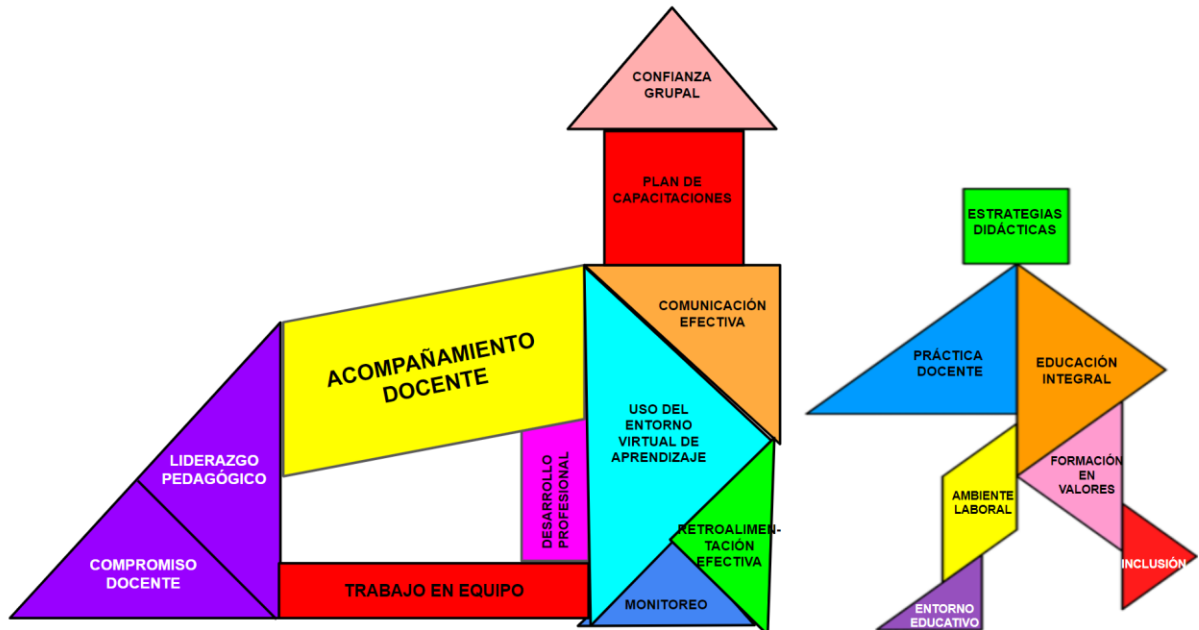 CONFIANZA
GRUPAL
PLAN DE
CAPACITACIONES
COMUNICACIÓN
EFECTIVA
ACOMPAÑAMIENTO
DOCENTE
USO DEL
ENTORNO
VIRTUAL DE
APRENDIZAJE
LIDERAZGO
PEDAGÓGICO
DESARROLLO
PROFESIONAL
RETROALIMEN-
TACIÓN
EFECTIVA
COMPROMISO
DOCENTE
TRABAJO EN EQUIPO
MONITOREO
ESTRATEGIAS
DIDÁCTICAS
PRÁCTICA
DOCENTE
EDUCACIÓN
INTEGRAL
AMBIENTE
LABORAL
FORMACIÓN
EN
VALORES
INCLUSIÓN
ENTORNO
EDUCATIVO